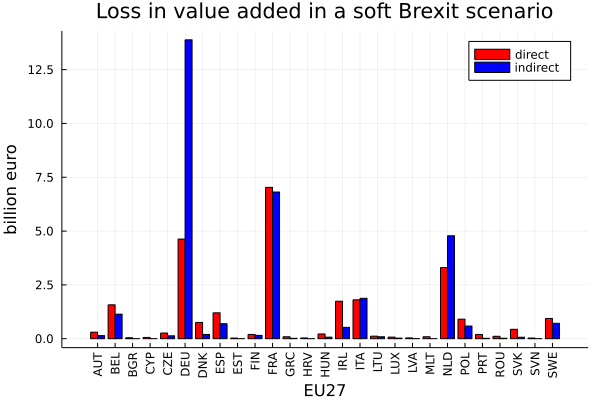 Loss in value added in a soft Brexit scenario
direct
indirect
billion euro
12.5
10.0
7.5
5.0
2.5
0.0
AUT BEL BGR CYP CZE DEU DNK ESP EST FIN FRA GRC HRV HUN IRL ITA LTU LUX LVA MLT NLD POL PRT ROU SVK SVN SWE
EU27